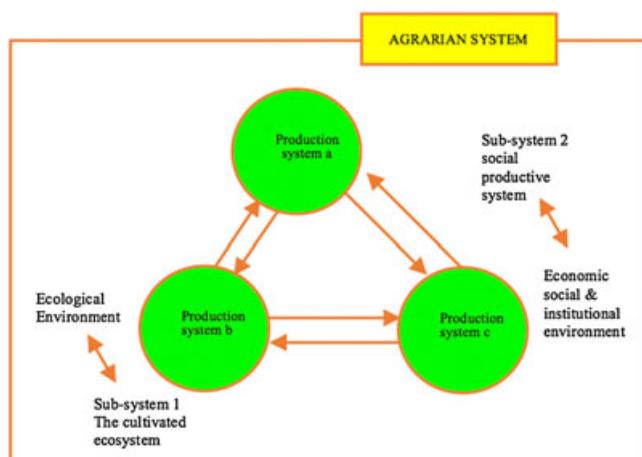 AGRARIAN SYSTEM
Production
system a
Sub-system 2
social
productive
system
Ecological
Environment
Production
system b
Production
system c
Economic
social &
institutional
environment
Sub-system 1
The cultivated
ecosystem